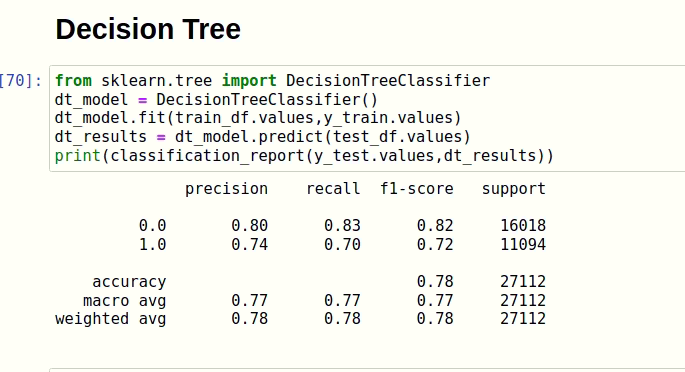 Decision Tree
[70]: from sklearn.tree import DecisionTreeClassifier
dt_model = DecisionTreeClassifier()
dt_model.fit(train_df.values,y_train.values)
dt_results = dt_model.predict(test_df.values)
print(classification_report(y_test.values,dt_results))
precision recall f1-score support
0.0 0.80 0.83 0.82 16018
1.0 0.74 0.70 0.72 11094
accuracy 0.78 27112
macro avg 0.77 0.77 0.77 27112
weighted avg 0.78 0.78 0.78 27112